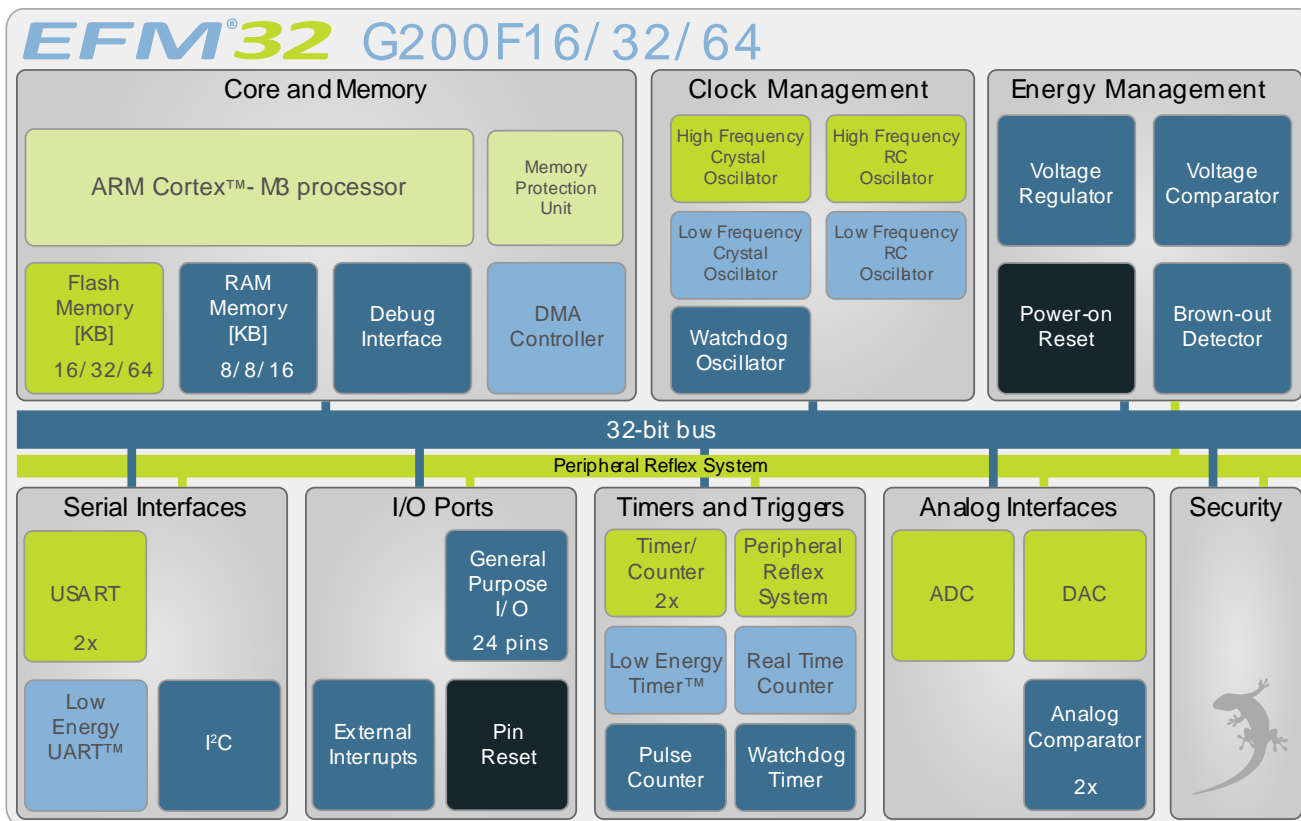 EFM®32 G200F16/32/64
Core and Memory
ARM Cortex™-M3 processor
Memory
Protection
Unit
Flash
Memory
[KB]
16/32/64
RAM
Memory
[KB]
8/8/16
Debug
Interface
DMA
Controller
Clock Management
High Frequency
Crystal
Oscillator
High Frequency
RC
Oscillator
Low Frequency
Crystal
Oscillator
Low Frequency
RC
Oscillator
Watchdog
Oscillator
Energy Management
Voltage
Regulator
Voltage
Comparator
Power-on
Reset
Brown-out
Detector
32-bit bus
Peripheral Reflex System
Serial Interfaces
USART
2x
Low
Energy
UART™
I²C
I/O Ports
General
Purpose
I/O
24 pins
External
Interrupts
Pin
Reset
Timers and Triggers
Timer/
Counter
2x
Peripheral
Reflex
System
Low Energy
Timer™
Real Time
Counter
Pulse
Counter
Watchdog
Timer
Analog Interfaces
ADC
DAC
Analog
Comparator
2x
Security